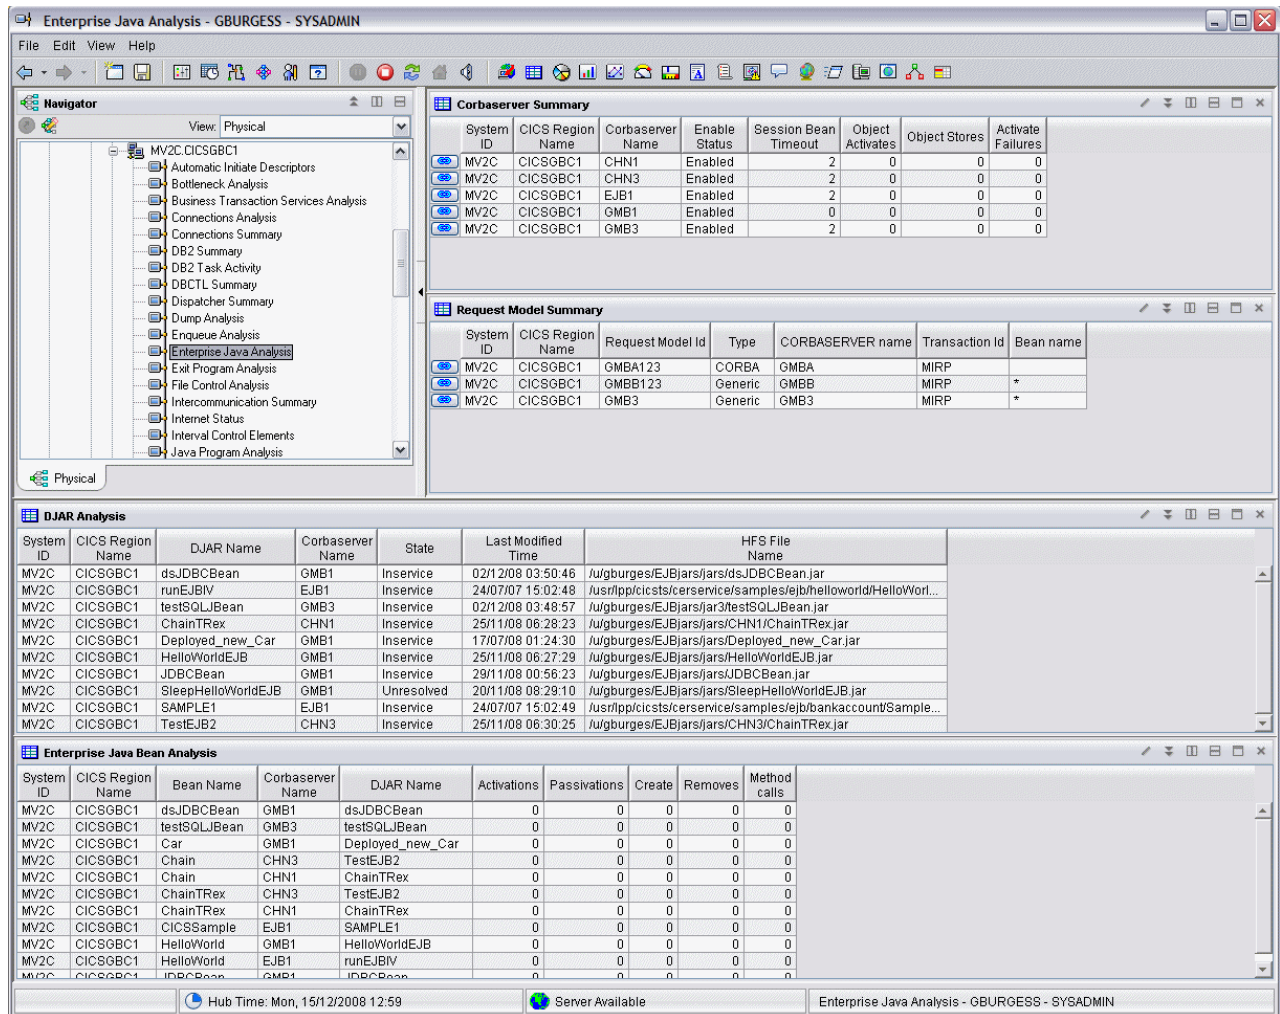 Enterprise Java Analysis - GBURGESS - SYSADMIN
File Edit View Help
Navigator
View: Physical
MV2C.CICSGBC1
Automatic Initiate Descriptors
Bottleneck Analysis
Business Transaction Services Analysis
Connections Analysis
Connections Summary
DB2 Summary
DB2 Task Activity
DBCTL Summary
Dispatcher Summary
Dump Analysis
Enqueue Analysis
Enterprise Java Analysis
Exit Program Analysis
File Control Analysis
Intercommunication Summary
Internet Status
Interval Control Elements
Java Program Analysis
Physical
Corbaserver Summary
System ID CICS Region Name Corbaserver Name Enable Status Session Bean Timeout Object Activates Object Stores Activate Failures
MV2C CICSGBC1 CHN1 Enabled 2 0 0 0
MV2C CICSGBC1 CHN3 Enabled 2 0 0 0
MV2C CICSGBC1 EJB1 Enabled 2 0 0 0
MV2C CICSGBC1 GMB1 Enabled 0 0 0 0
MV2C CICSGBC1 GMB3 Enabled 2 0 0 0
Request Model Summary
System ID CICS Region Name Request Model Id Type CORBASERVER name Transaction Id Bean name
MV2C CICSGBC1 GMBA123 CORBA GMBA MIRP
MV2C CICSGBC1 GMBB123 Generic GMBB MIRP *
MV2C CICSGBC1 GMB3 Generic GMB3 MIRP *
DJAR Analysis
System ID CICS Region Name DJAR Name Corbaserver Name State Last Modified Time HFS File Name
MV2C CICSGBC1 dsJDBCBean GMB1 Inservice 02/12/08 03:50:46 /u/gburges/EJBjars/jars/dsJDBCBean.jar
MV2C CICSGBC1 runEJBIV EJB1 Inservice 24/07/07 15:02:48 /usr/lpp/cicsts/cerservice/samples/ejb/helloworld/HelloWorl...
MV2C CICSGBC1 testSQLJBean GMB3 Inservice 02/12/08 03:48:57 /u/gburges/EJBjars/jar3/testSQLJBean.jar
MV2C CICSGBC1 ChainTRex CHN1 Inservice 25/11/08 06:28:23 /u/gburges/EJBjars/jars/CHN1/ChainTRex.jar
MV2C CICSGBC1 Deployed_new_Car GMB1 Inservice 17/07/08 01:24:30 /u/gburges/EJBjars/jars/Deployed_new_Car.jar
MV2C CICSGBC1 HelloWorldEJB GMB1 Inservice 25/11/08 06:27:29 /u/gburges/EJBjars/jars/HelloWorldEJB.jar
MV2C CICSGBC1 JDBCBean GMB1 Inservice 29/11/08 00:56:23 /u/gburges/EJBjars/jars/JDBCBean.jar
MV2C CICSGBC1 SleepHelloWorldEJB GMB1 Unresolved 20/11/08 08:29:10 /u/gburges/EJBjars/jars/SleepHelloWorldEJB.jar
MV2C CICSGBC1 SAMPLE1 EJB1 Inservice 24/07/07 15:02:49 /usr/lpp/cicsts/cerservice/samples/ejb/bankaccount/Sample...
MV2C CICSGBC1 TestEJB2 CHN3 Inservice 25/11/08 06:30:25 /u/gburges/EJBjars/jars/CHN3/ChainTRex.jar
Enterprise Java Bean Analysis
System ID CICS Region Name Bean Name Corbaserver Name DJAR Name Activations Passivations Create Removes Method calls
MV2C CICSGBC1 dsJDBCBean GMB1 dsJDBCBean 0 0 0 0 0
MV2C CICSGBC1 testSQLJBean GMB3 testSQLJBean 0 0 0 0 0
MV2C CICSGBC1 Car GMB1 Deployed_new_Car 0 0 0 0 0
MV2C CICSGBC1 Chain CHN3 TestEJB2 0 0 0 0 0
MV2C CICSGBC1 Chain CHN1 ChainTRex 0 0 0 0 0
MV2C CICSGBC1 ChainTRex CHN3 TestEJB2 0 0 0 0 0
MV2C CICSGBC1 ChainTRex CHN1 ChainTRex 0 0 0 0 0
MV2C CICSGBC1 CICSSample EJB1 SAMPLE1 0 0 0 0 0
MV2C CICSGBC1 HelloWorld GMB1 HelloWorldEJB 0 0 0 0 0
MV2C CICSGBC1 HelloWorld EJB1 runEJBIV 0 0 0 0 0
MV2C CICSGBC1 JDBCBean GMB1 JDBCBean 0 0 0 0 0
Hub Time: Mon, 15/12/2008 12:59
Server Available
Enterprise Java Analysis - GBURGESS - SYSADMIN